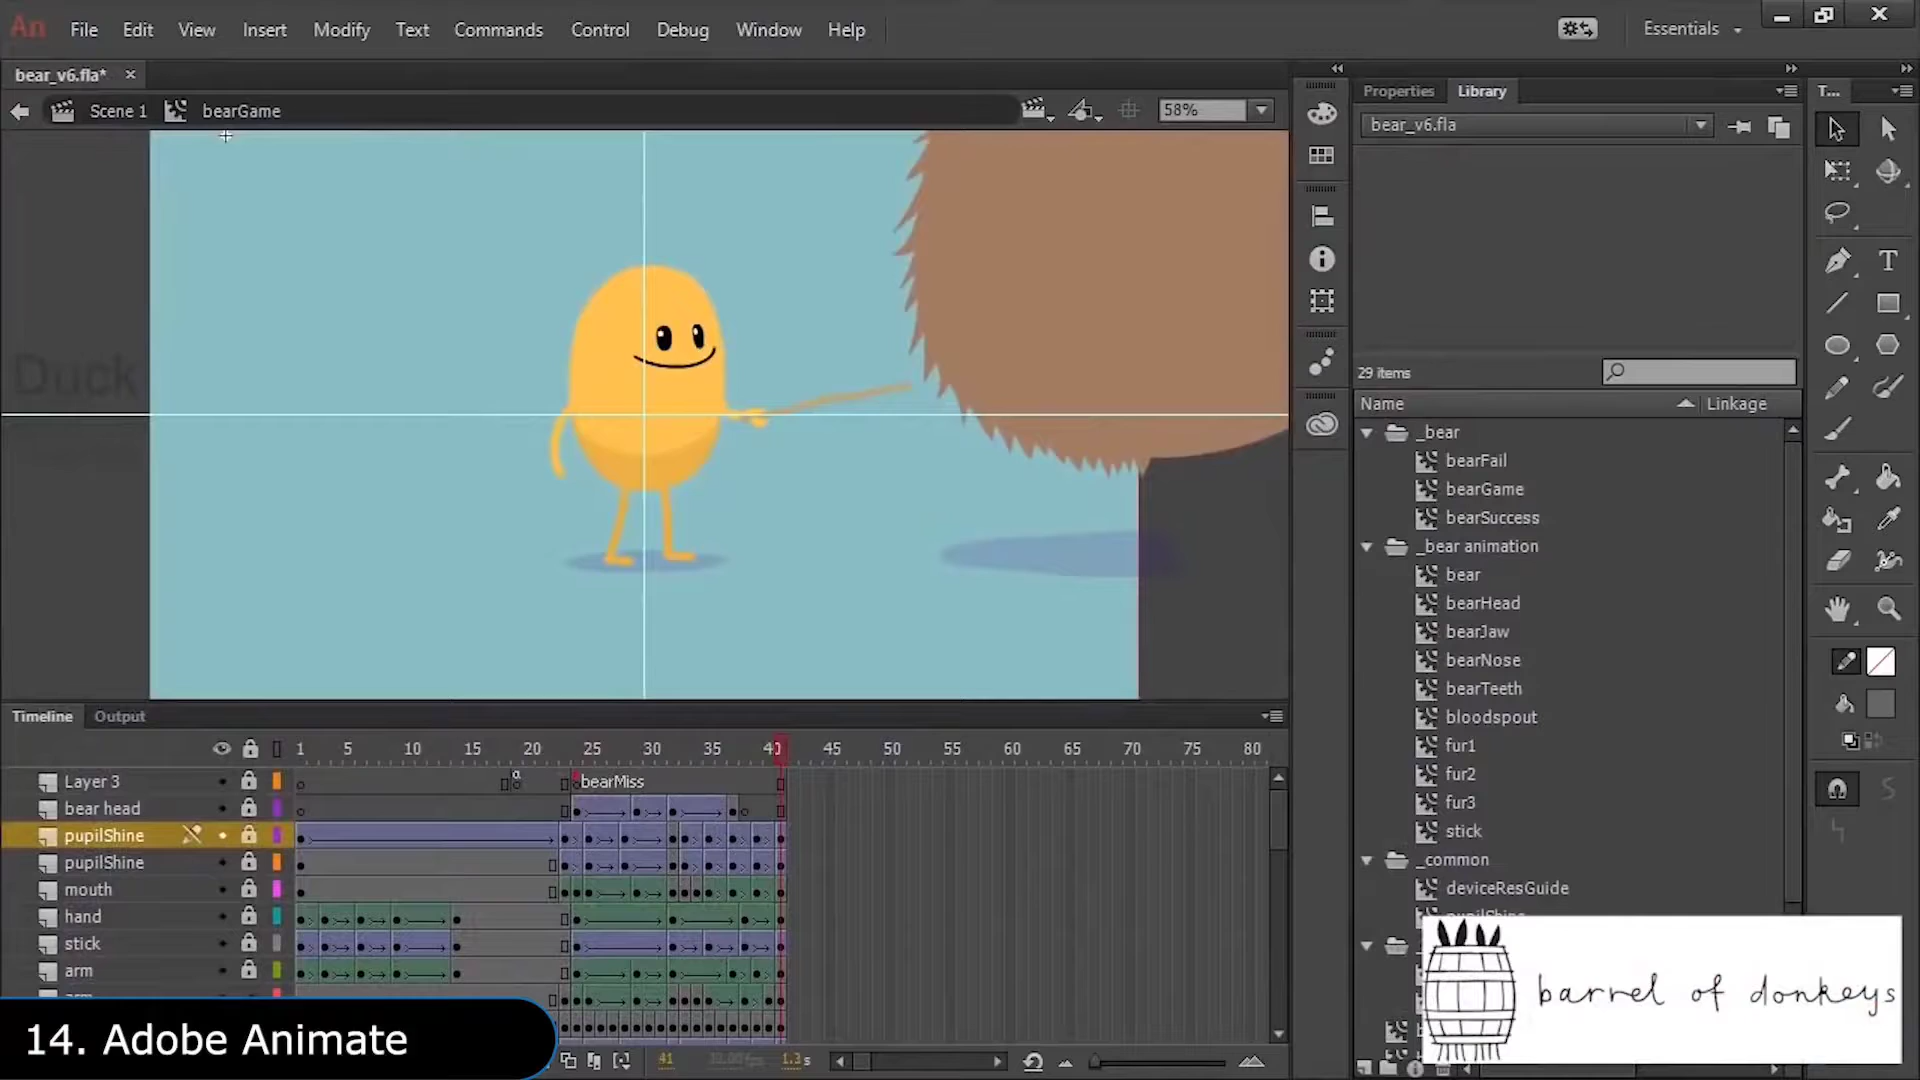 An File Edit View Insert Modify Text Commands Control Debug Window Help Essentials
bear_v6.fla*
Scene 1 bearGame 58%
Properties Library T...
bear_v6.fla
Duck
29 items
Name Linkage
_bear
bearFail
bearGame
bearSuccess
_bear animation
bear
bearHead
bearJaw
bearNose
bearTeeth
bloodspout
fur1
fur2
fur3
stick
_common
deviceResGuide
pupilShine
Timeline Output
1 5 10 15 20 25 30 35 40 45 50 55 60 65 70 75 80
Layer 3 bearMiss
bear head
pupilShine
pupilShine
mouth
hand
stick
arm
arm
41 1.3 s
14. Adobe Animate
barrel of donkeys